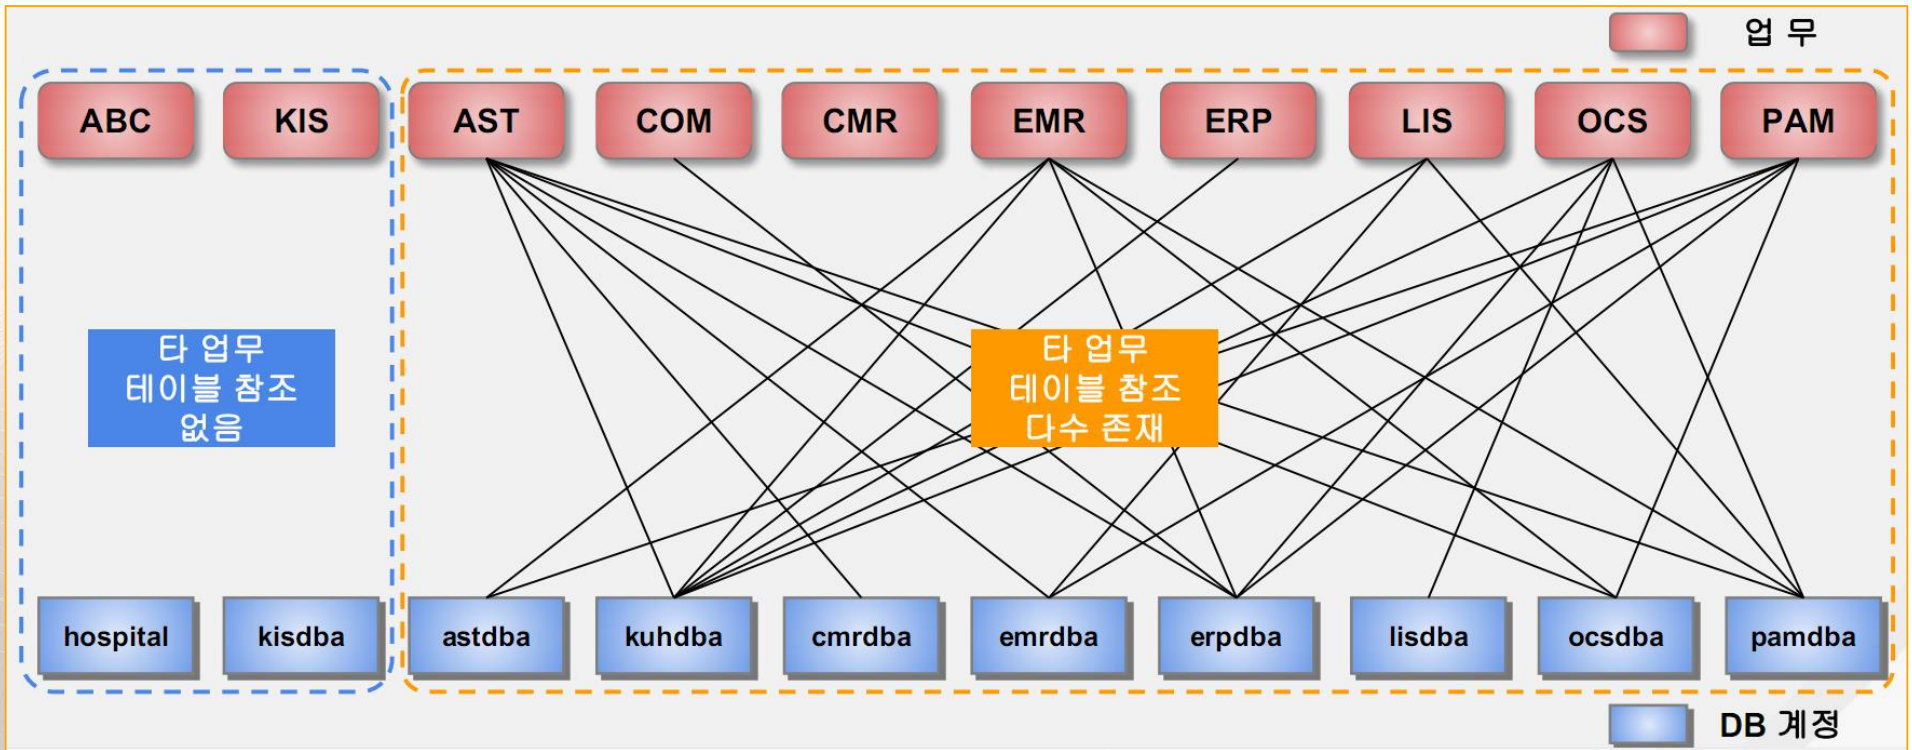 업 무
ABC
KIS
AST
COM
CMR
EMR
ERP
LIS
OCS
PAM
타 업무
테이블 참조
없음
타 업무
테이블 참조
다수 존재
hospital
kisdba
astdba
kuhdba
cmrdba
emrdba
erpdba
lisdba
ocsdba
pamdba
DB 계정